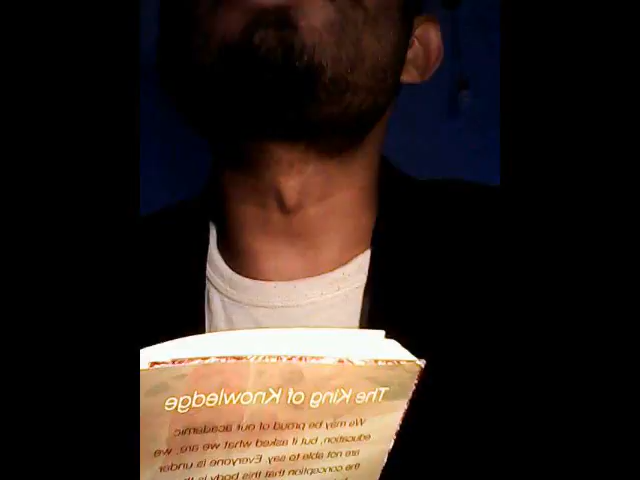 The King of Knowledge
We may be proud of our academic
education, but if asked what we are, we
are not able to say. Everyone is under
the conception that this body is